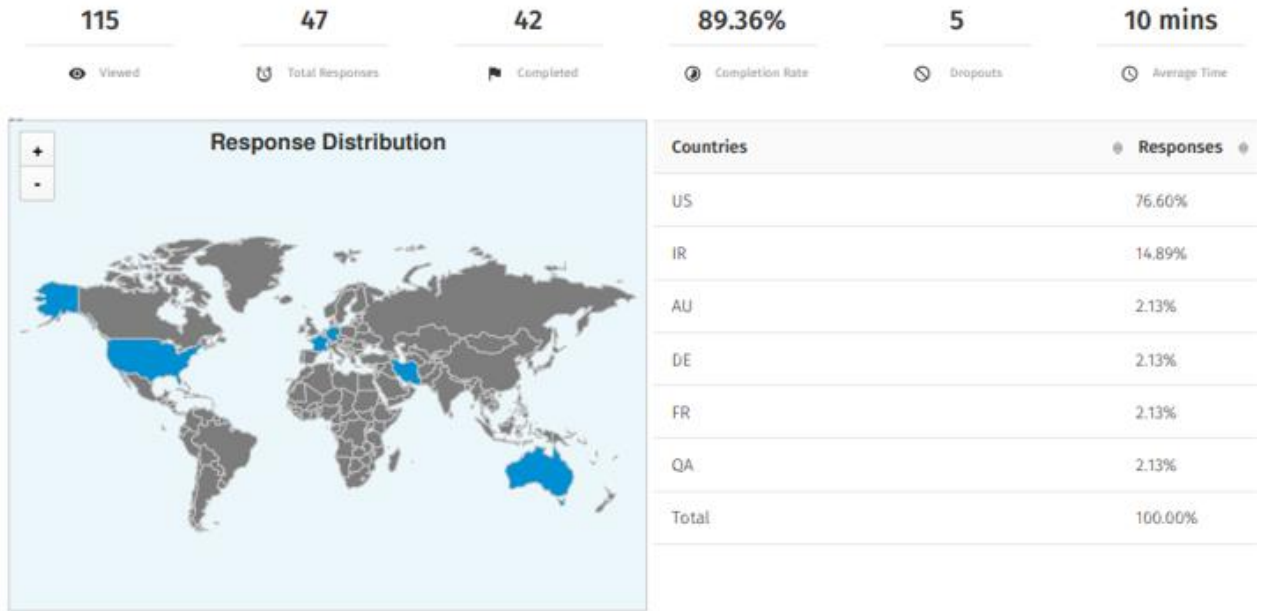 115 47 42 89.36% 5 10 mins
Viewed Total Responses Completed Completion Rate Dropouts Average Time
Response Distribution
+
-
Countries Responses
US 76.60%
IR 14.89%
AU 2.13%
DE 2.13%
FR 2.13%
QA 2.13%
Total 100.00%